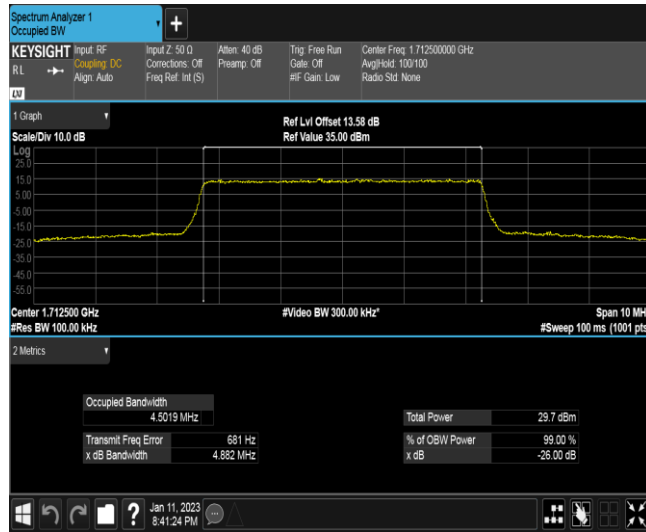 Spectrum Analyzer 1
Occupied BW
+
KEYSIGHT Input: RF Input Z: 50 Ω Atten: 40 dB Trig: Free Run Center Freq: 1.712500000 GHz
RL Coupling: DC Corrections: Off Preamp: Off Gate: Off Avg|Hold: 100/100
Align: Auto Freq Ref: Int (S) #IF Gain: Low Radio Std: None
LXI
1 Graph
Ref Lvl Offset 13.58 dB
Scale/Div 10.0 dB Ref Value 35.00 dBm
Log
25.0
15.0
5.00
-5.00
-15.0
-25.0
-35.0
-45.0
-55.0
Center 1.712500 GHz #Video BW 300.00 kHz* Span 10 MH
#Res BW 100.00 kHz #Sweep 100 ms (1001 pts
2 Metrics
Occupied Bandwidth
4.5019 MHz Total Power 29.7 dBm
Transmit Freq Error 681 Hz % of OBW Power 99.00 %
x dB Bandwidth 4.882 MHz x dB -26.00 dB
? Jan 11, 2023
8:41:24 PM